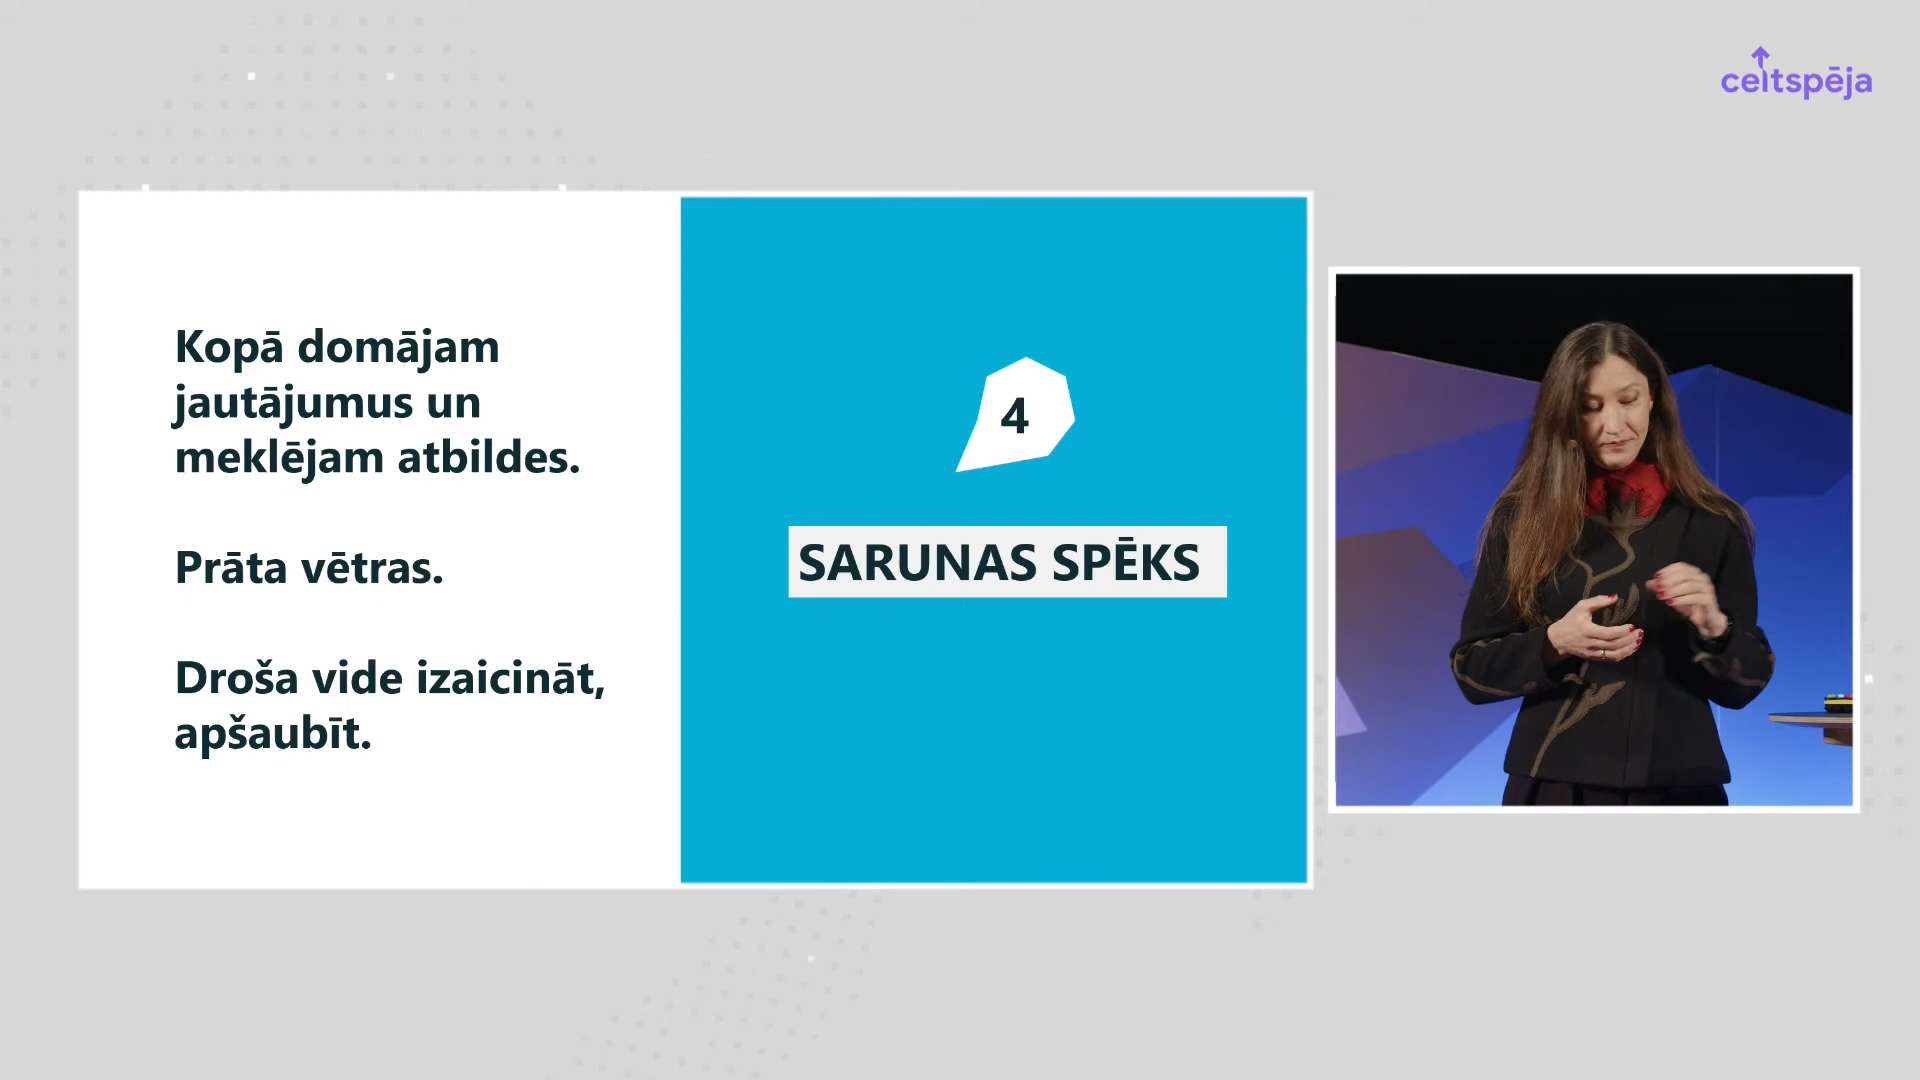 celtspēja
Kopā domājam
jautājumus un
meklējam atbildes.
Prāta vētras.
Droša vide izaicināt,
apšaubīt.
4
SARUNAS SPĒKS